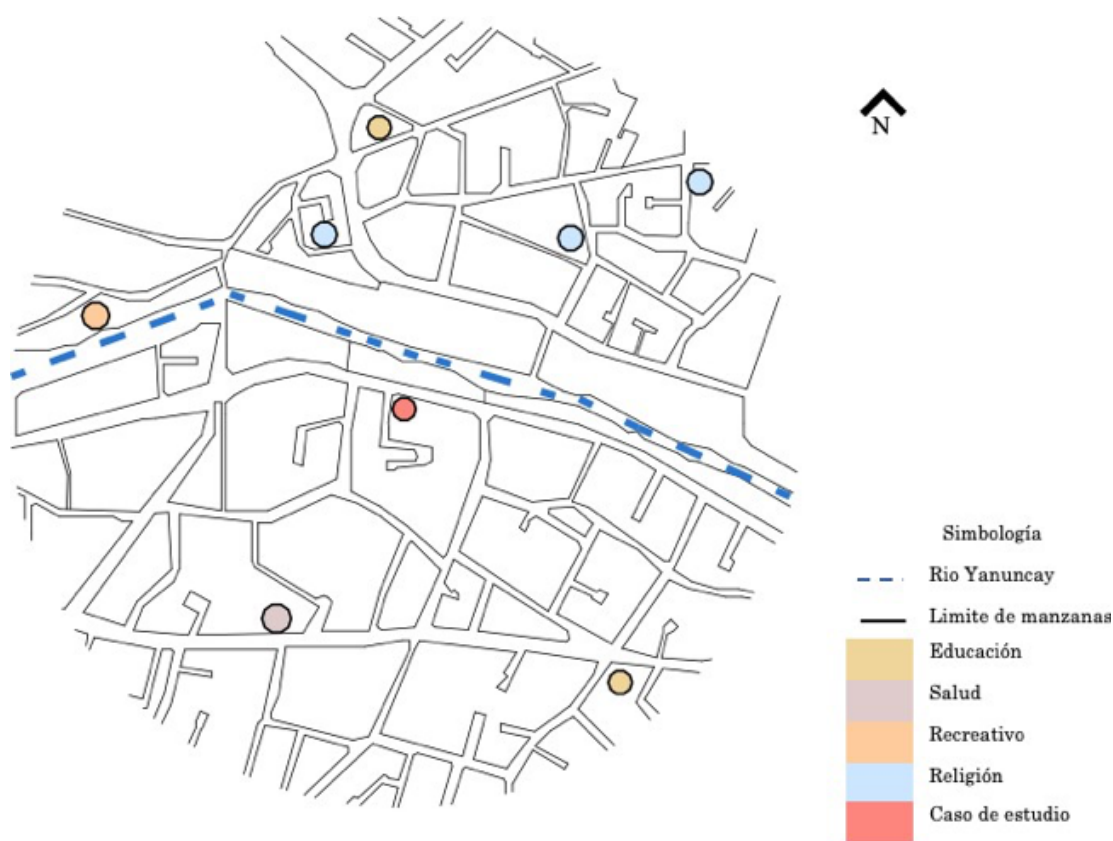 N
Simbología
Rio Yanuncay
Limite de manzanas
Educación
Salud
Recreativo
Religión
Caso de estudio